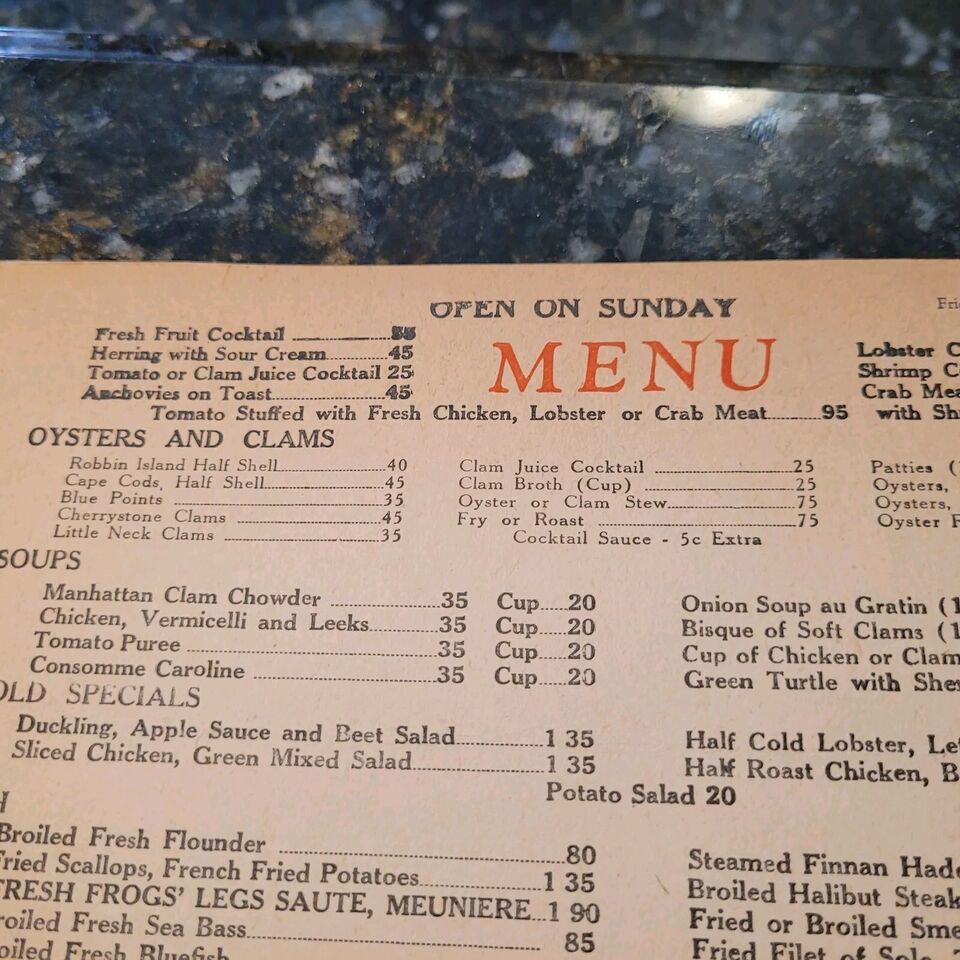 OPEN ON SUNDAY
MENU
Fresh Fruit Cocktail
Herring with Sour Cream 45
Tomato or Clam Juice Cocktail 25
Anchovies on Toast 45
Tomato Stuffed with Fresh Chicken, Lobster or Crab Meat 95
Lobster
Shrimp
Crab
with
OYSTERS AND CLAMS
Robbin Island Half Shell 40
Cape Cods, Half Shell 45
Blue Points 35
Cherrystone Clams 45
Little Neck Clams 35
Clam Juice Cocktail 25
Clam Broth (Cup) 25
Oyster or Clam Stew 75
Fry or Roast 75
Cocktail Sauce - 5c Extra
Patties
Oysters,
Oysters,
Oyster
SOUPS
Manhattan Clam Chowder 35 Cup 20
Chicken, Vermicelli and Leeks 35 Cup 20
Tomato Puree 35 Cup 20
Consomme Caroline 35 Cup 20
Onion Soup au Gratin
Bisque of Soft Clams
Cup of Chicken or Clam
Green Turtle with
OLD SPECIALS
Duckling, Apple Sauce and Beet Salad 1 35
Sliced Chicken, Green Mixed Salad 1 35
Half Cold Lobster,
Half Roast Chicken,
Potato Salad 20
Broiled Fresh Flounder 80
Fried Scallops, French Fried Potatoes 1 35
FRESH FROGS' LEGS SAUTE, MEUNIERE 1 90
Broiled Fresh Sea Bass 85
Fresh Bluefish
Steamed Finnan
Broiled Halibut Steak
Fried or Broiled
Fried Filet of Sole,